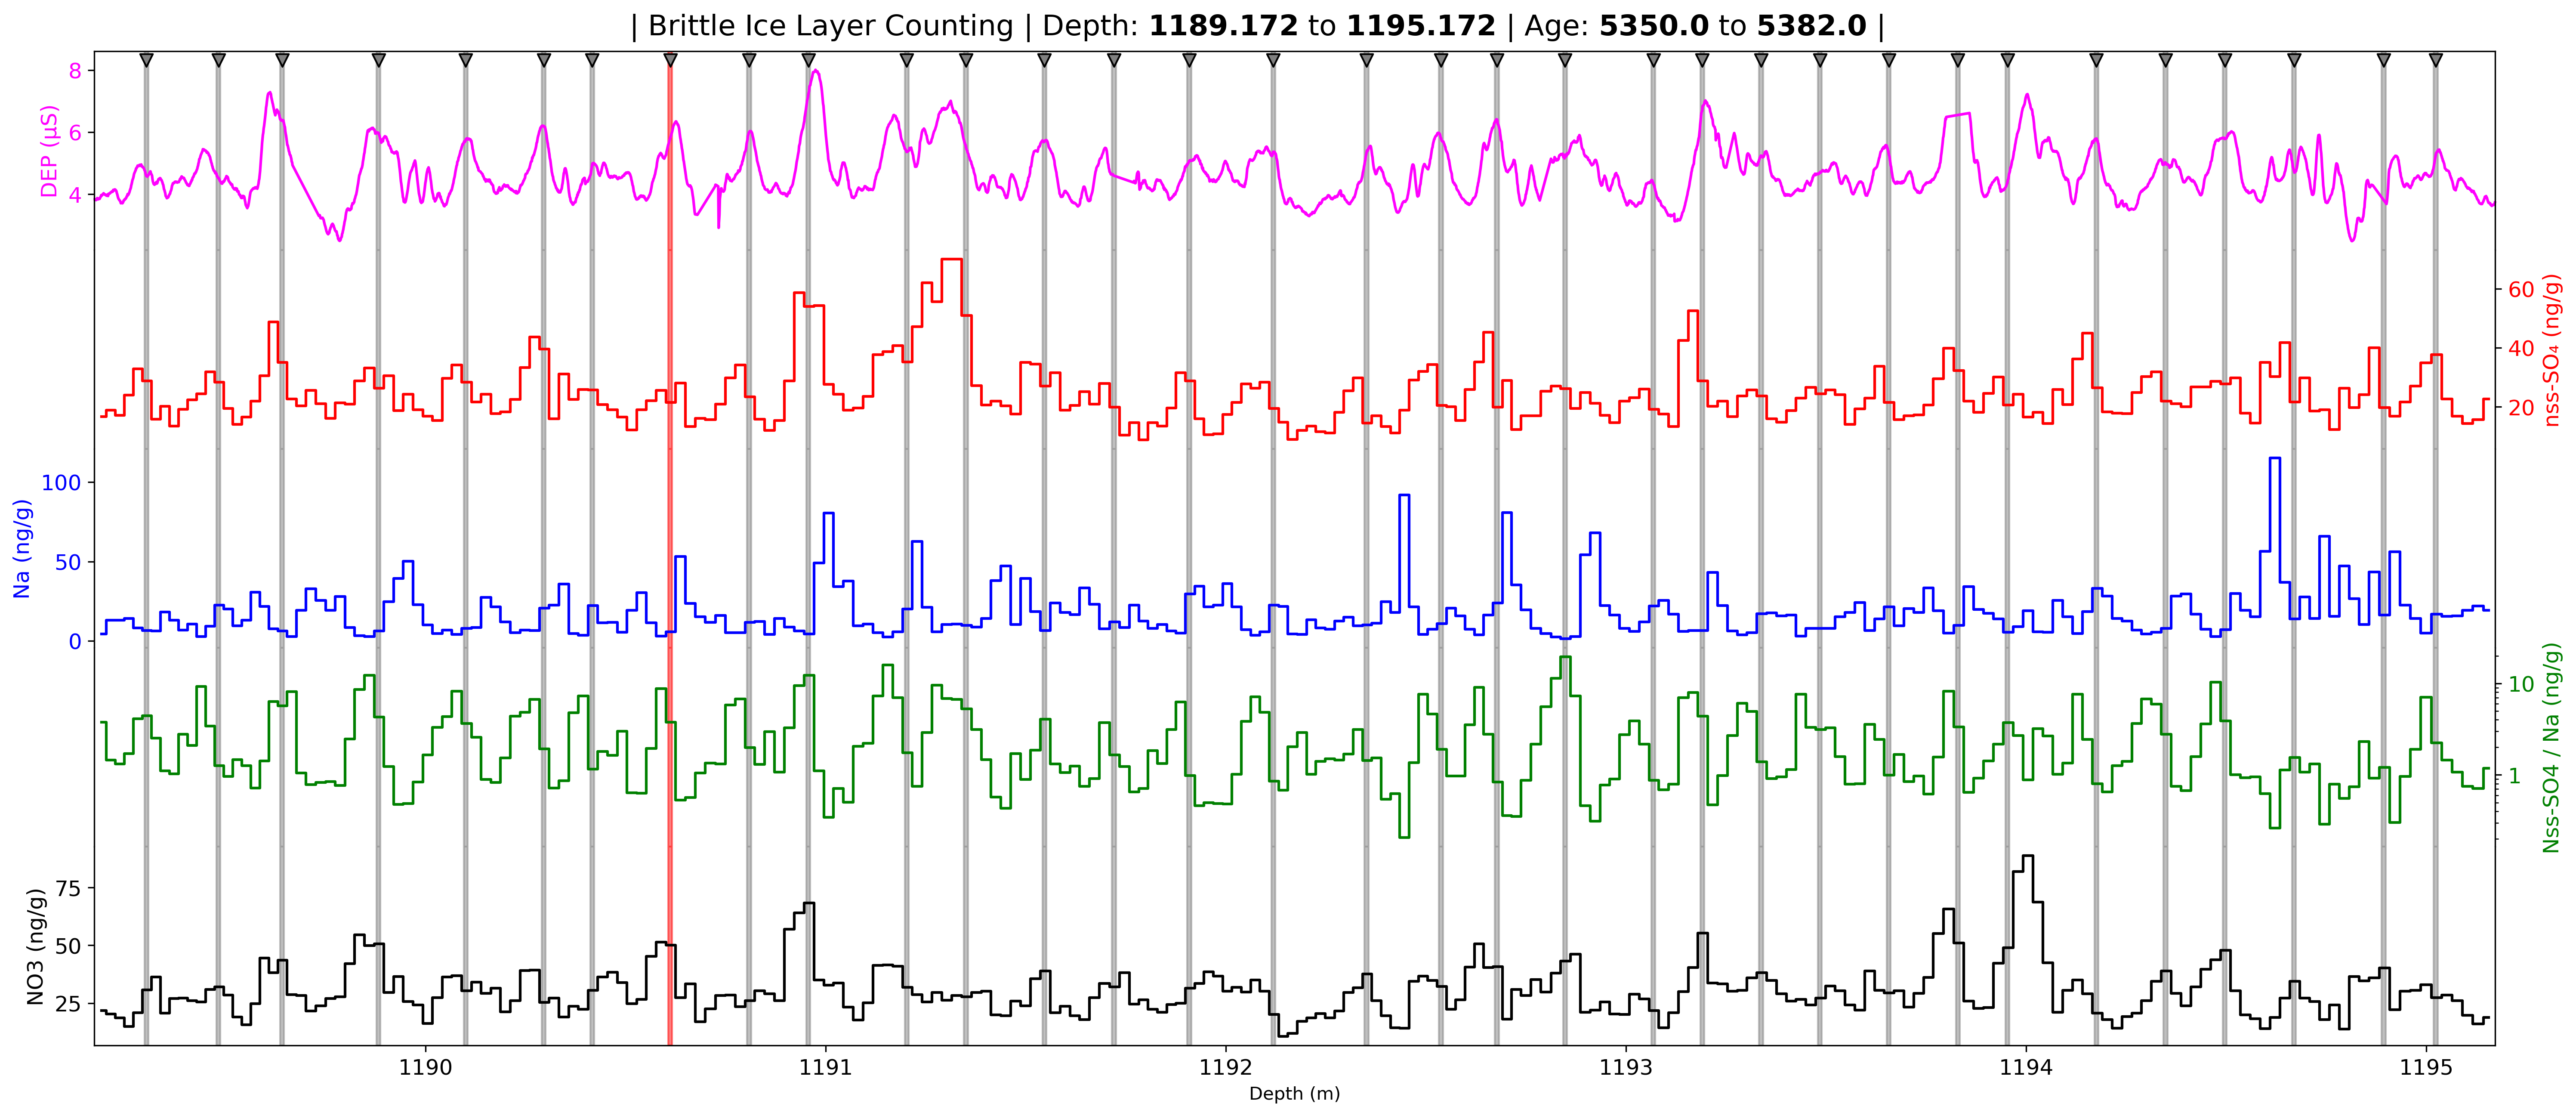 | Brittle Ice Layer Counting | Depth: 1189.172 to 1195.172 | Age: 5350.0 to 5382.0 |
8
6
4
DEP (μS)
60
40
20
nss-SO₄ (ng/g)
100
50
0
Na (ng/g)
10
1
Nss-SO4 / Na (ng/g)
75
50
25
NO3 (ng/g)
1190 1191 1192 1193 1194 1195
Depth (m)